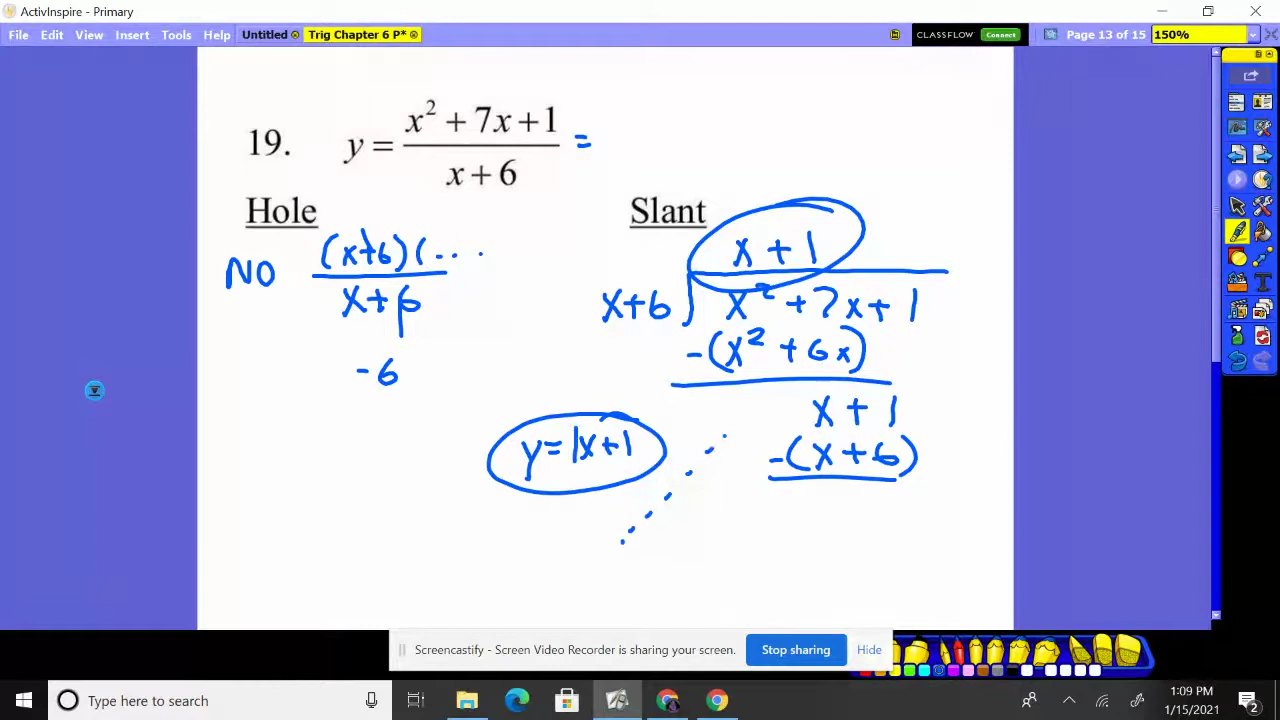 ActivInspire - Primary
File Edit View Insert Tools Help Untitled Trig Chapter 6 P* CLASSFLOW Connect Page 13 of 15 150%
19. y = x² + 7x + 1 / x + 6 =
Hole
NO (x+6)(...
x+6
-6
Slant
x + 1
x+6 x² + 7x + 1
-(x² + 6x)
x + 1
-(x + 6)
y = 1x+1
Screencastify - Screen Video Recorder is sharing your screen. Stop sharing Hide
Type here to search
1:09 PM
1/15/2021
2